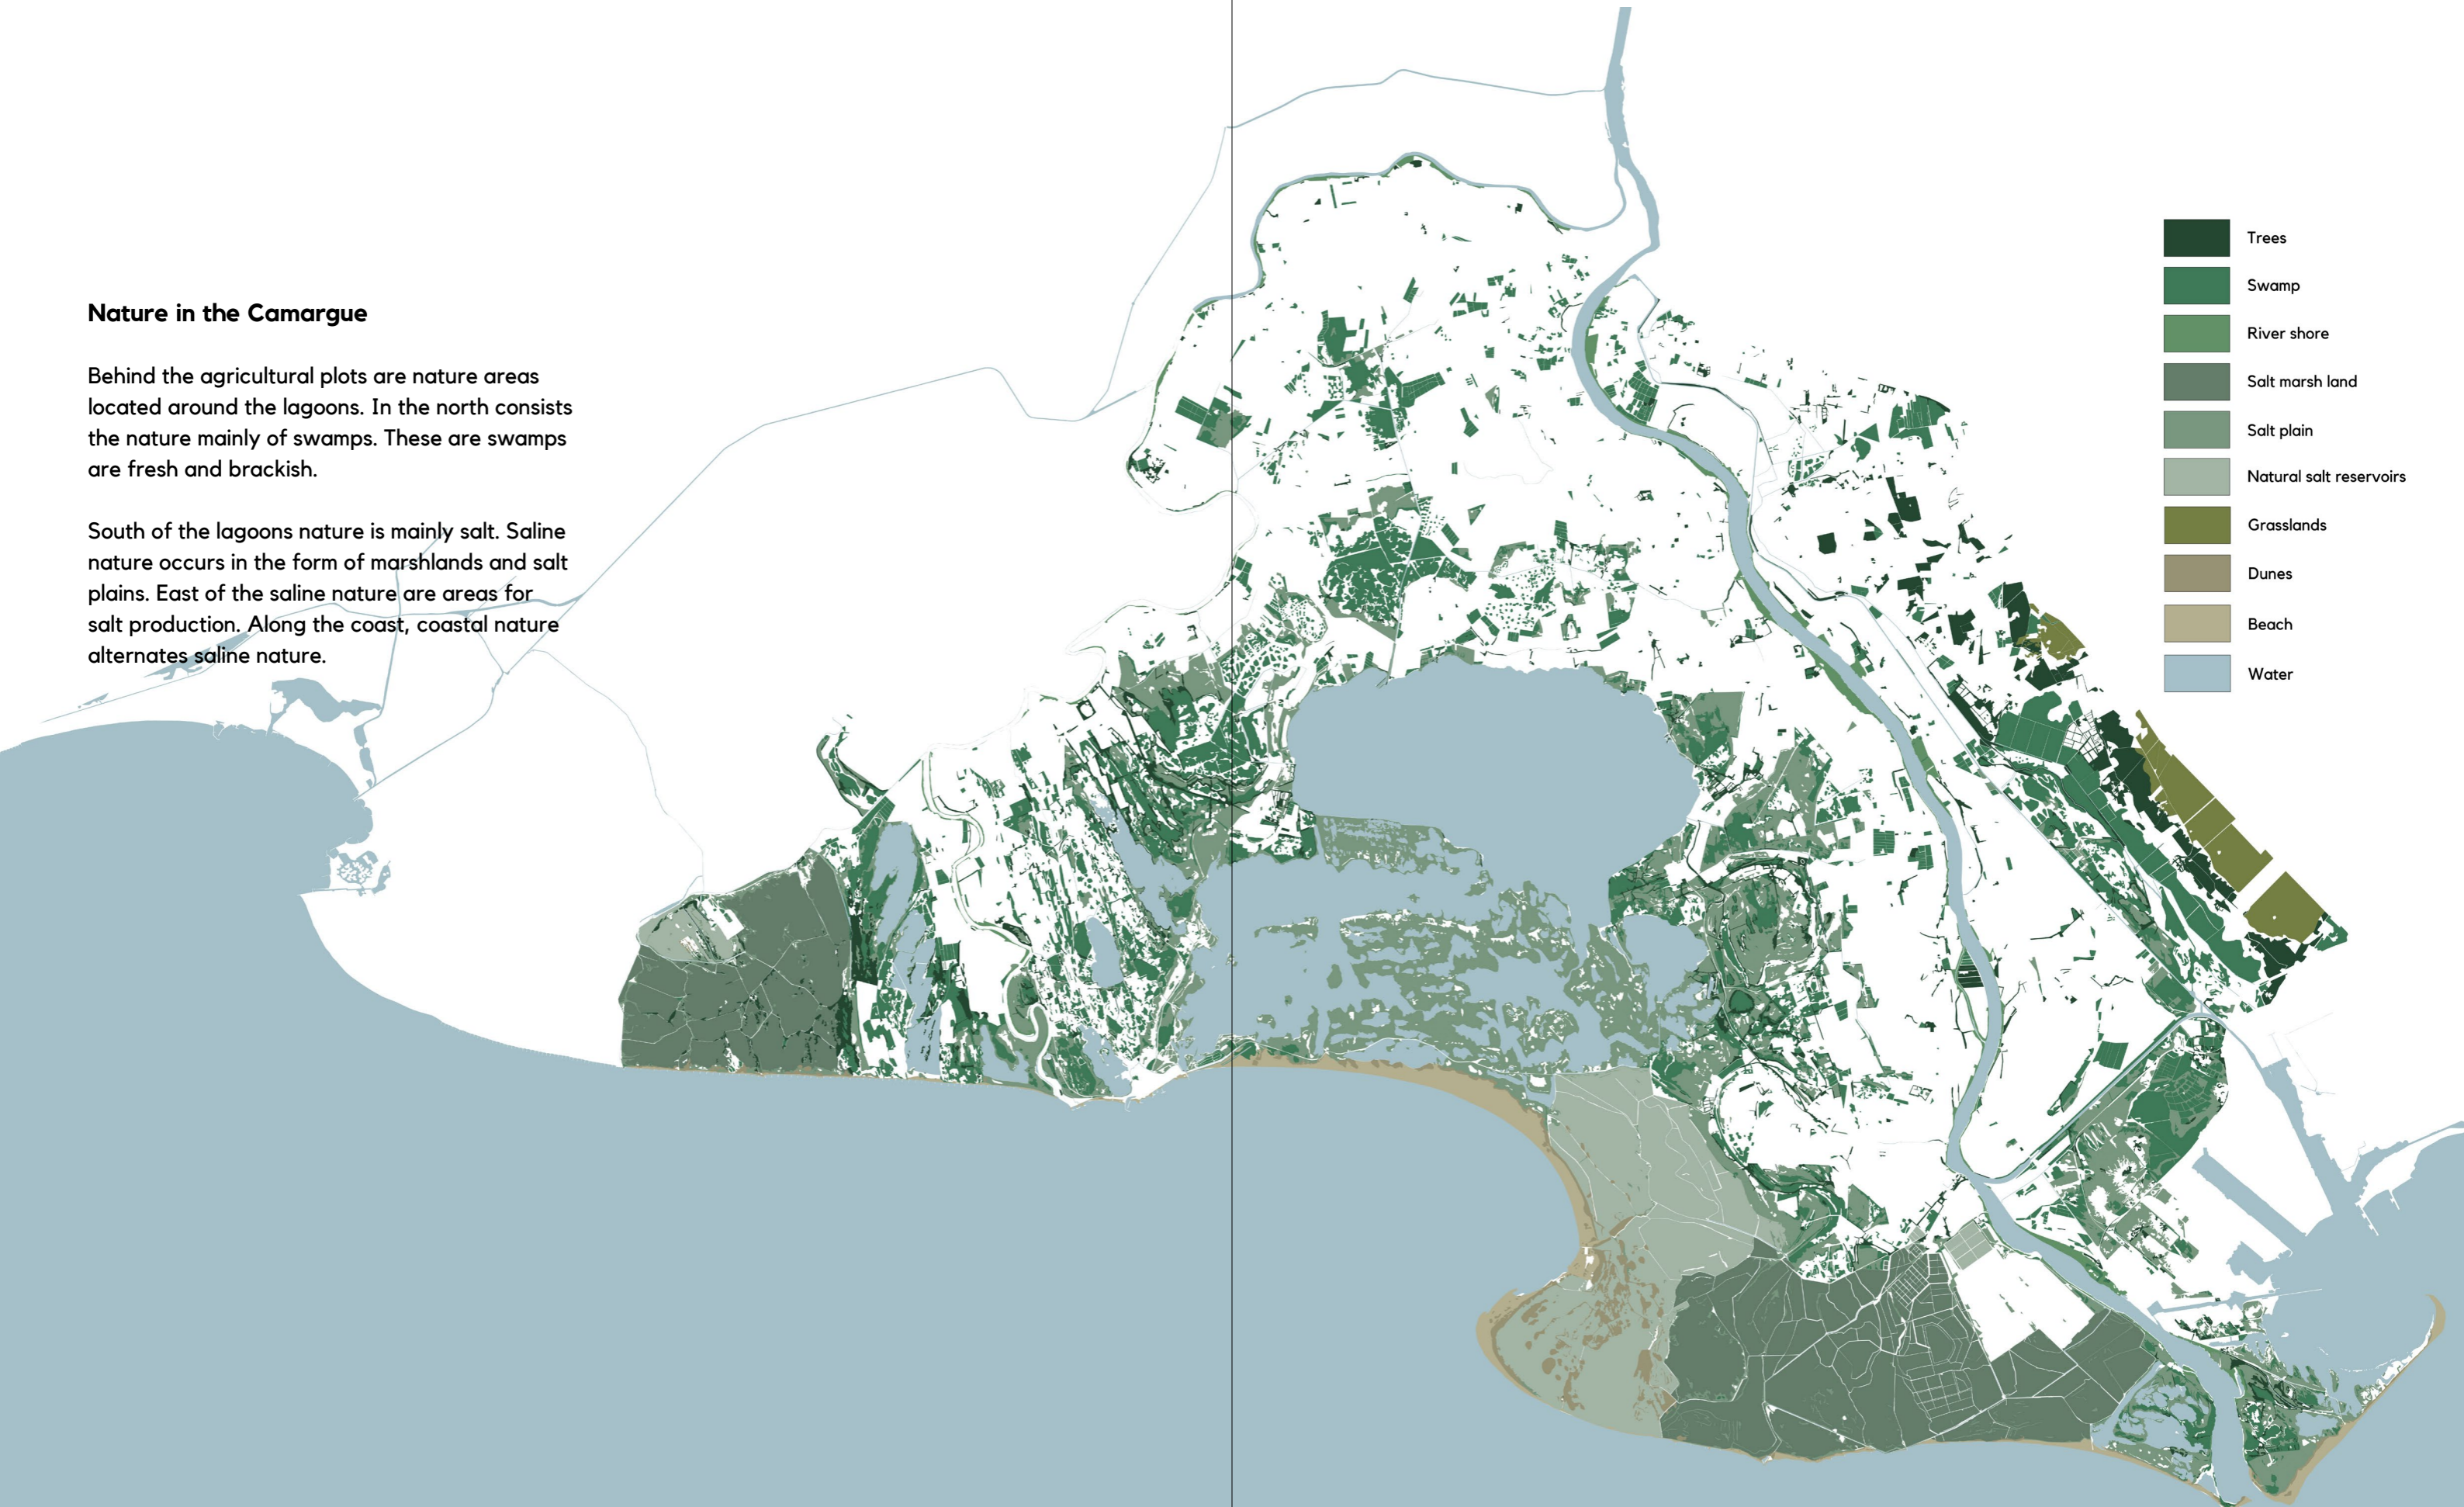 Nature in the Camargue
Behind the agricultural plots are nature areas
located around the lagoons. In the north consists
the nature mainly of swamps. These are swamps
are fresh and brackish.
South of the lagoons nature is mainly salt. Saline
nature occurs in the form of marshlands and salt
plains. East of the saline nature are areas for
salt production. Along the coast, coastal nature
alternates saline nature.
Trees
Swamp
River shore
Salt marsh land
Salt plain
Natural salt reservoirs
Grasslands
Dunes
Beach
Water